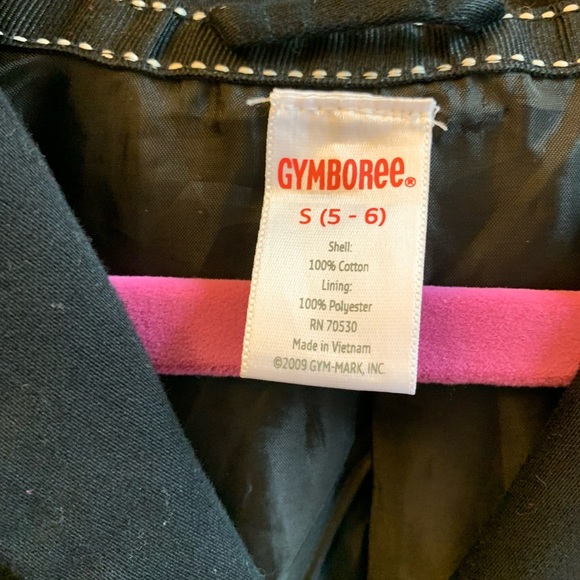 GYMBOREE®
S (5 - 6)
Shell:
100% Cotton
Lining:
100% Polyester
RN 70530
Made in Vietnam
©2009 GYM-MARK, INC.